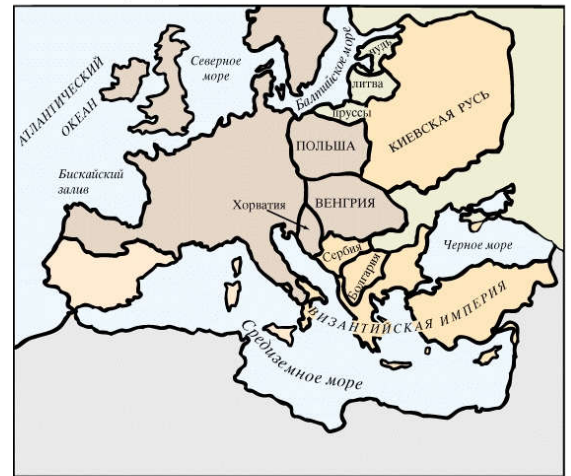 АТЛАНТИЧЕСКИЙ
ОКЕАН
Северное
море
Балтийское море
чудь
литва
пруссы
КИЕВСКАЯ РУСЬ
ПОЛЬША
Бискайский
залив
Хорватия
ВЕНГРИЯ
Сербия
Болгария
Черное море
ВИЗАНТИЙСКАЯ ИМПЕРИЯ
Средиземное море